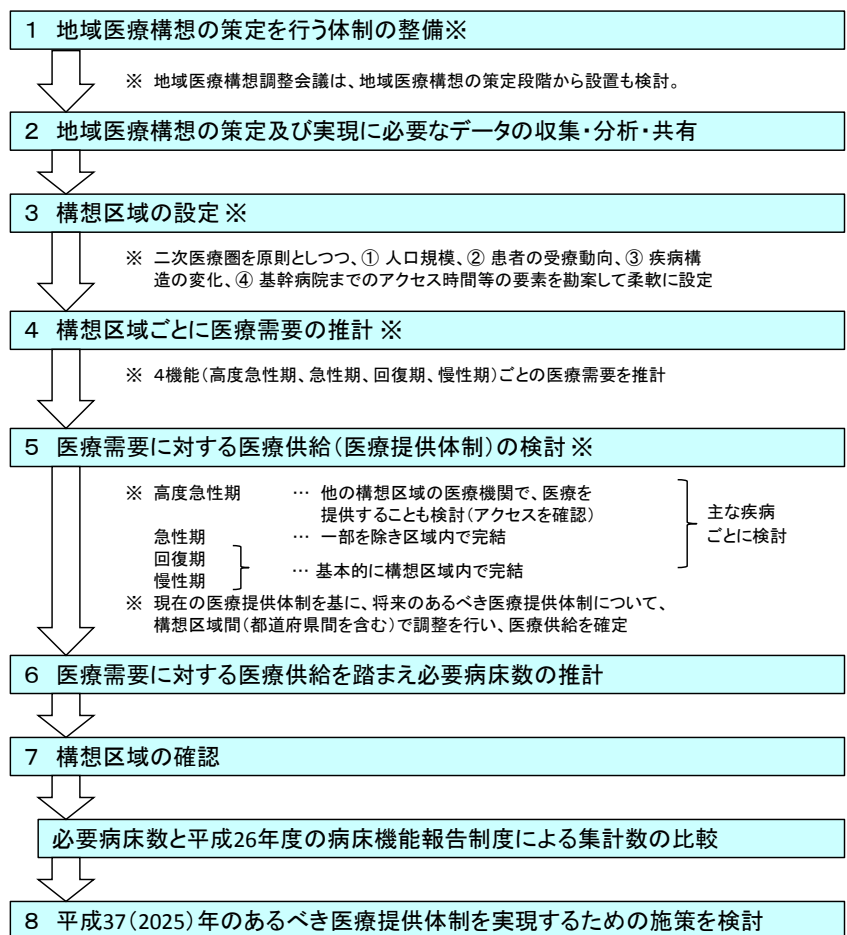 1 地域医療構想の策定を行う体制の整備※
※ 地域医療構想調整会議は、地域医療構想の策定段階から設置も検討。
2 地域医療構想の策定及び実現に必要なデータの収集・分析・共有
3 構想区域の設定※
※ 二次医療圏を原則としつつ、① 人口規模、② 患者の受療動向、③ 疾病構
造の変化、④ 基幹病院までのアクセス時間等の要素を勘案して柔軟に設定
4 構想区域ごとに医療需要の推計※
※ 4機能(高度急性期、急性期、回復期、慢性期)ごとの医療需要を推計
5 医療需要に対する医療供給(医療提供体制)の検討※
※ 高度急性期 … 他の構想区域の医療機関で、医療を
提供することも検討(アクセスを確認)
急性期 … 一部を除き区域内で完結
回復期
慢性期
… 基本的に構想区域内で完結
主な疾病
ごとに検討
※ 現在の医療提供体制を基に、将来のあるべき医療提供体制について、
構想区域間(都道府県間を含む)で調整を行い、医療供給を確定
6 医療需要に対する医療供給を踏まえ必要病床数の推計
7 構想区域の確認
必要病床数と平成26年度の病床機能報告制度による集計数の比較
8 平成37(2025)年のあるべき医療提供体制を実現するための施策を検討